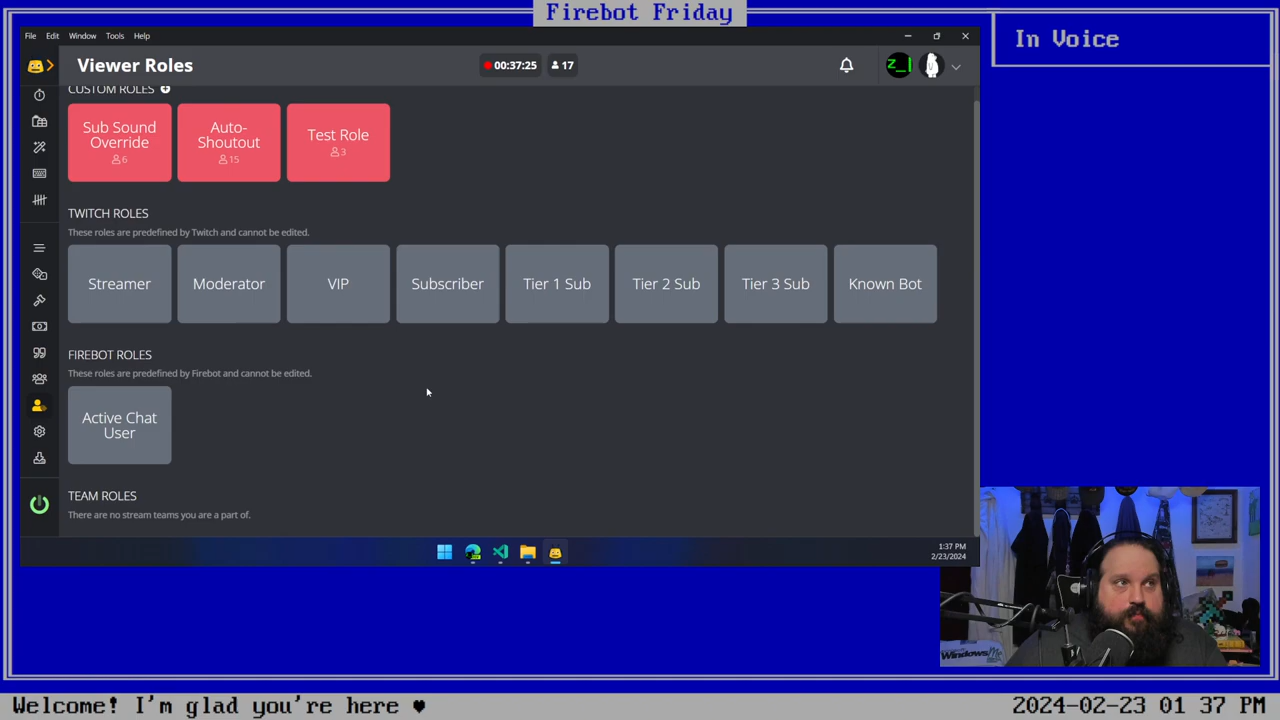 Firebot Friday
File Edit Window Tools Help
In Voice
Viewer Roles
00:37:25
17
z_l
CUSTOM ROLES
Sub Sound
Override
6
Auto-
Shoutout
15
Test Role
3
TWITCH ROLES
These roles are predefined by Twitch and cannot be edited.
Streamer
Moderator
VIP
Subscriber
Tier 1 Sub
Tier 2 Sub
Tier 3 Sub
Known Bot
FIREBOT ROLES
These roles are predefined by Firebot and cannot be edited.
Active Chat
User
TEAM ROLES
There are no stream teams you are a part of.
1:37 PM
2/23/2024
Windows Me
Welcome! I'm glad you're here ♥
2024-02-23 01 37 PM